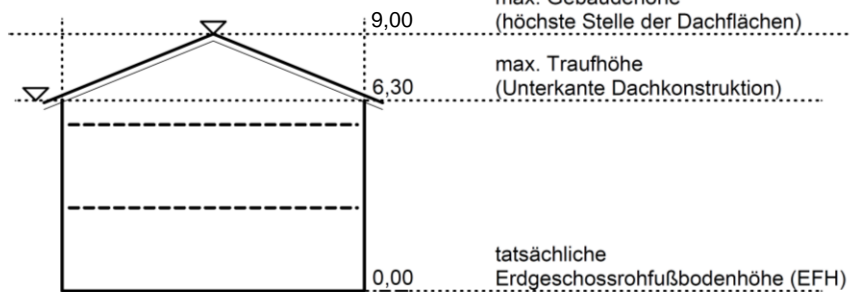 max. Gebäudehöhe
9,00
(höchste Stelle der Dachflächen)
max. Traufhöhe
6,30
(Unterkante Dachkonstruktion)
tatsächliche
0,00
Erdgeschossrohfußbodenhöhe (EFH)